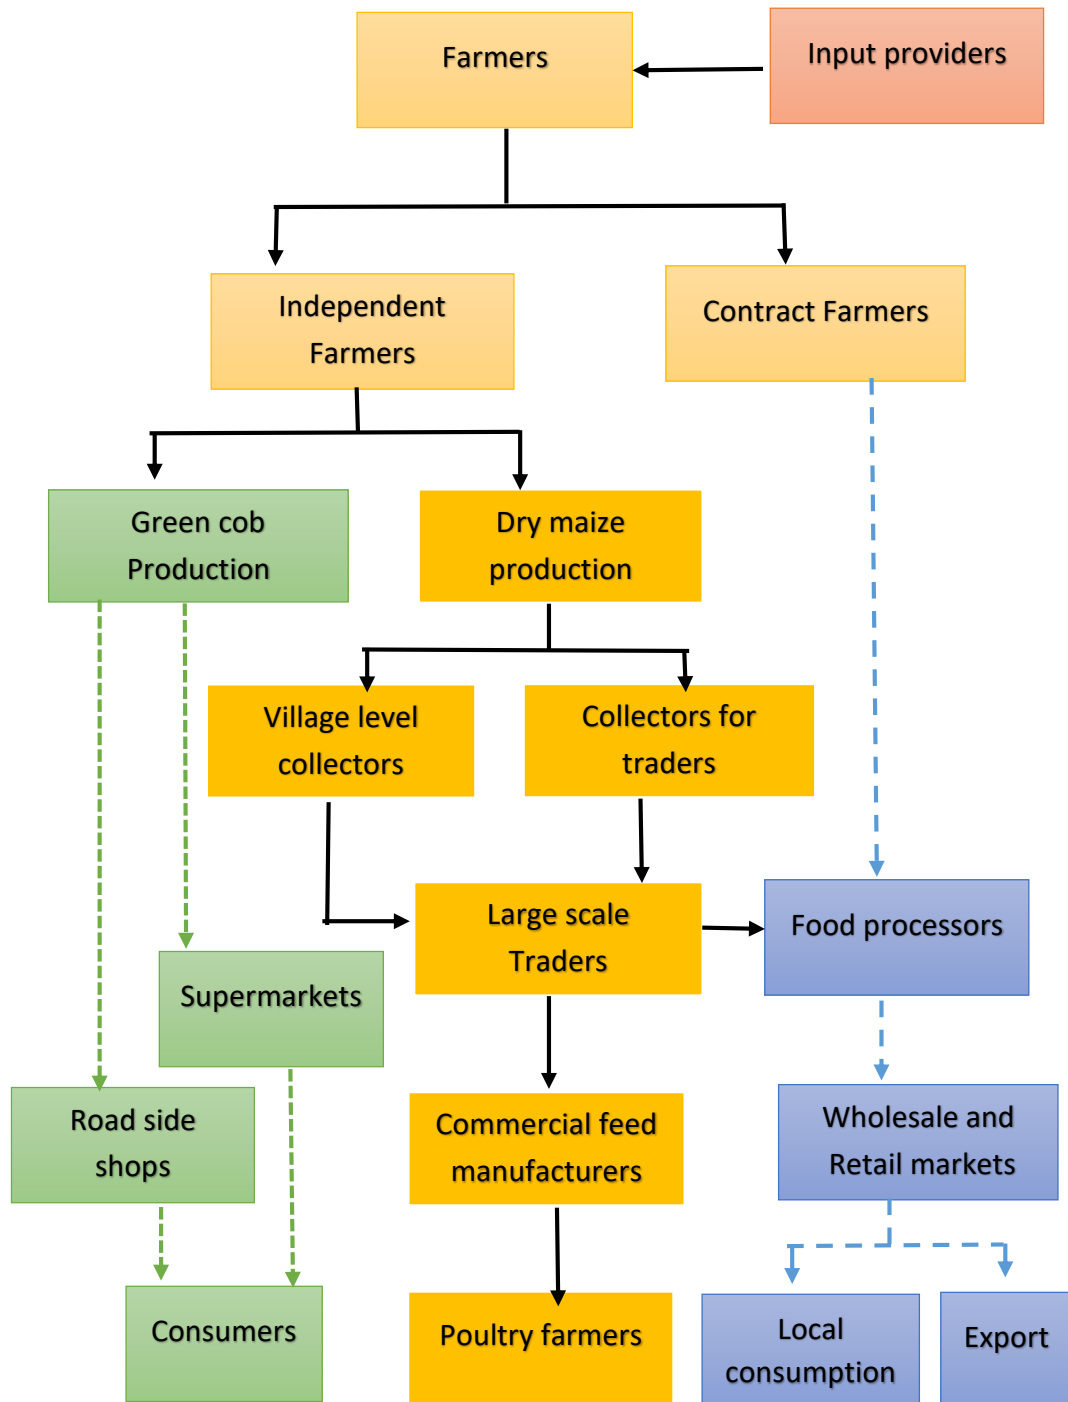 Farmers
Input providers
Independent
Farmers
Contract Farmers
Green cob
Production
Dry maize
production
Village level
collectors
Collectors for
traders
Large scale
Traders
Food processors
Supermarkets
Road side
shops
Commercial feed
manufacturers
Wholesale and
Retail markets
Consumers
Poultry farmers
Local
consumption
Export